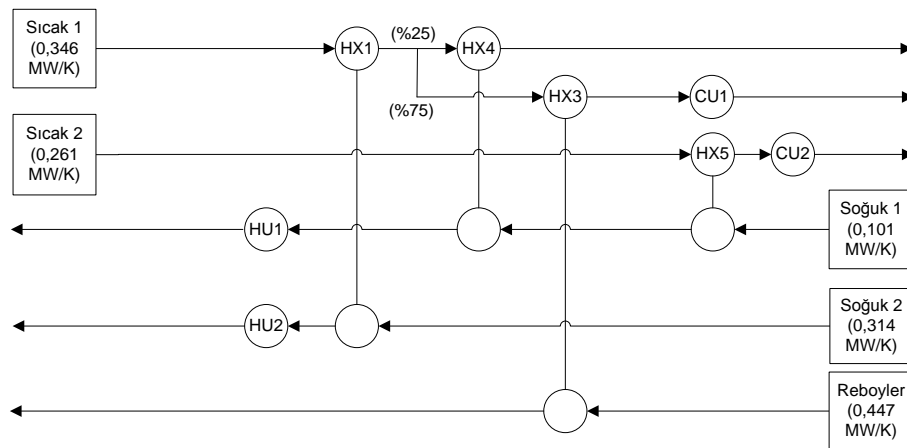 Sıcak 1
(0,346
MW/K)
HX1
(%25)
HX4
(%75)
HX3
CU1
Sıcak 2
(0,261
MW/K)
HX5
CU2
HU1
Soğuk 1
(0,101
MW/K)
HU2
Soğuk 2
(0,314
MW/K)
Reboyler
(0,447
MW/K)